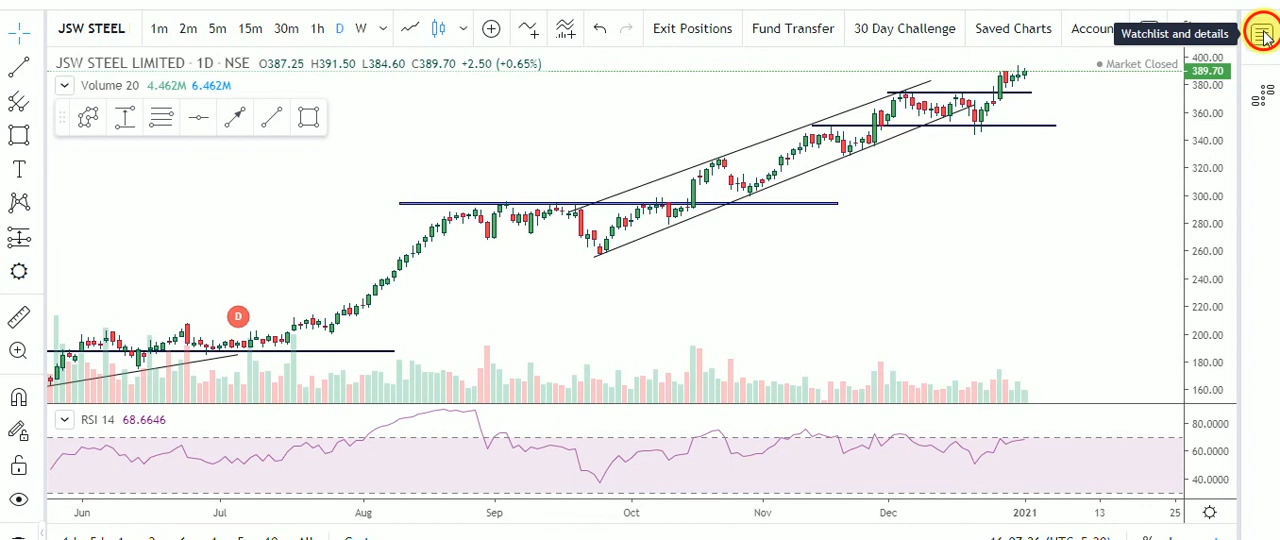 JSW STEEL 1m 2m 5m 15m 30m 1h D W Exit Positions Fund Transfer 30 Day Challenge Saved Charts Accoun
Watchlist and details
JSW STEEL LIMITED · 1D · NSE O387.25 H391.50 L384.60 C389.70 +2.50 (+0.65%)
Market Closed
Volume 20 4.462M 6.462M
400.00
389.70
380.00
360.00
340.00
320.00
300.00
280.00
260.00
240.00
220.00
200.00
180.00
160.00
D
RSI 14 68.6646
80.0000
60.0000
40.0000
Jun Jul Aug Sep Oct Nov Dec 2021 13 25